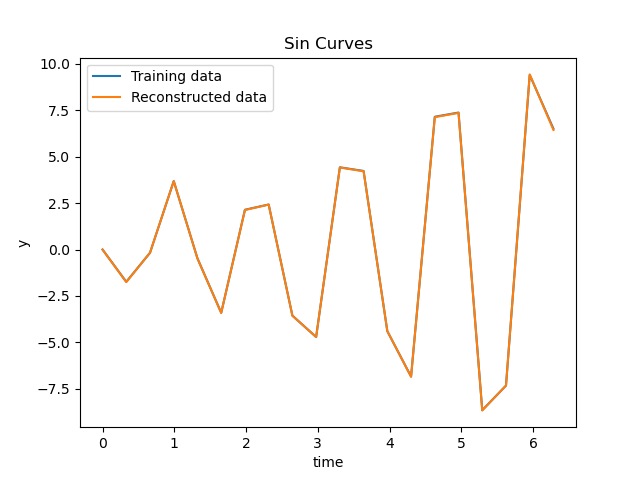 Sin Curves
Training data
Reconstructed data
10.0
7.5
5.0
2.5
0.0
−2.5
−5.0
−7.5
y
0 1 2 3 4 5 6
time